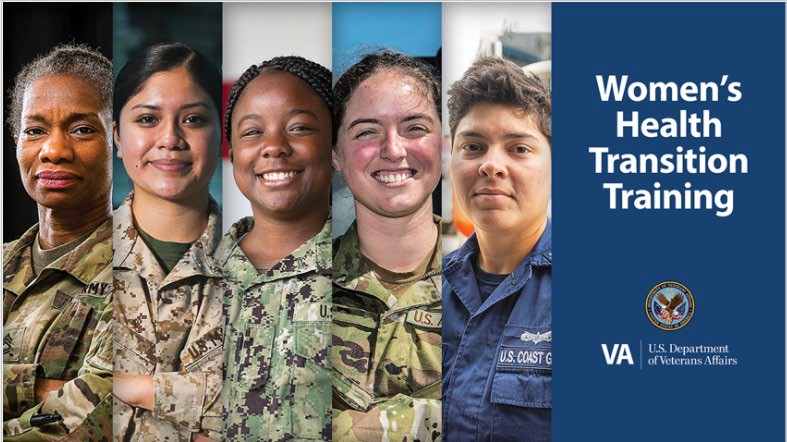 Women's
Health
Transition
Training
VA
U.S. Department
of Veterans Affairs
ARMY
U.S.
U.S. COAST G